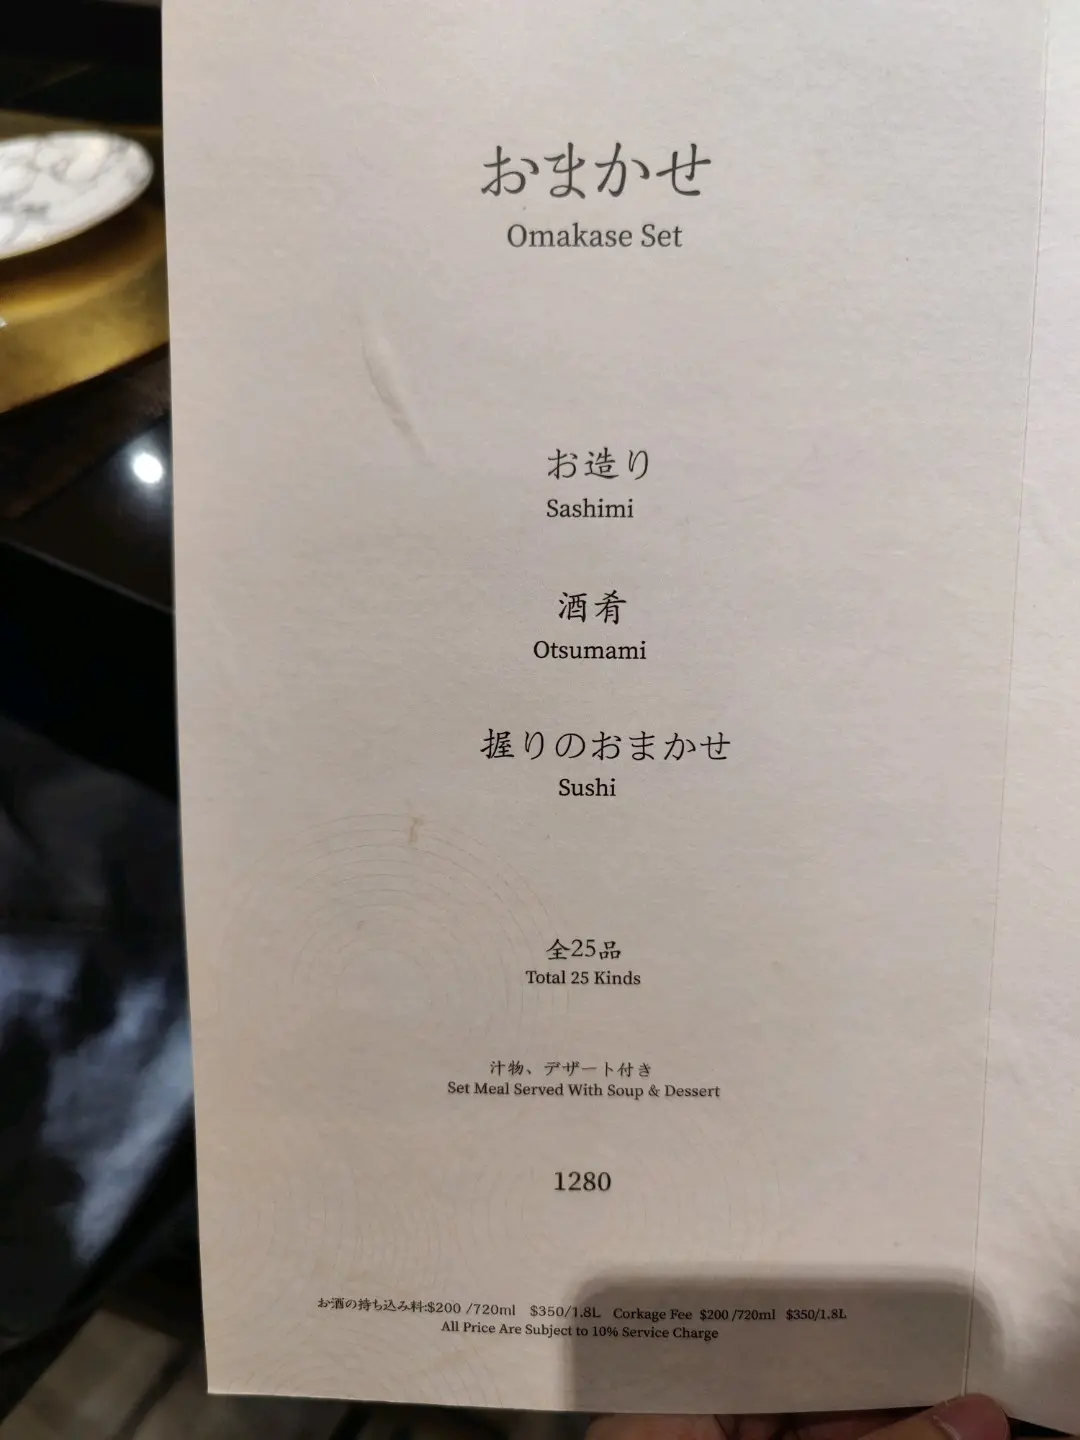 おまかせ
Omakase Set
お造り
Sashimi
酒肴
Otsumami
握りのおまかせ
Sushi
全25品
Total 25 Kinds
汁物、デザート付き
Set Meal Served With Soup & Dessert
1280
お酒の持ち込み料:$200 /720ml $350/1.8L Corkage Fee $200 /720ml $350/1.8L
All Price Are Subject to 10% Service Charge